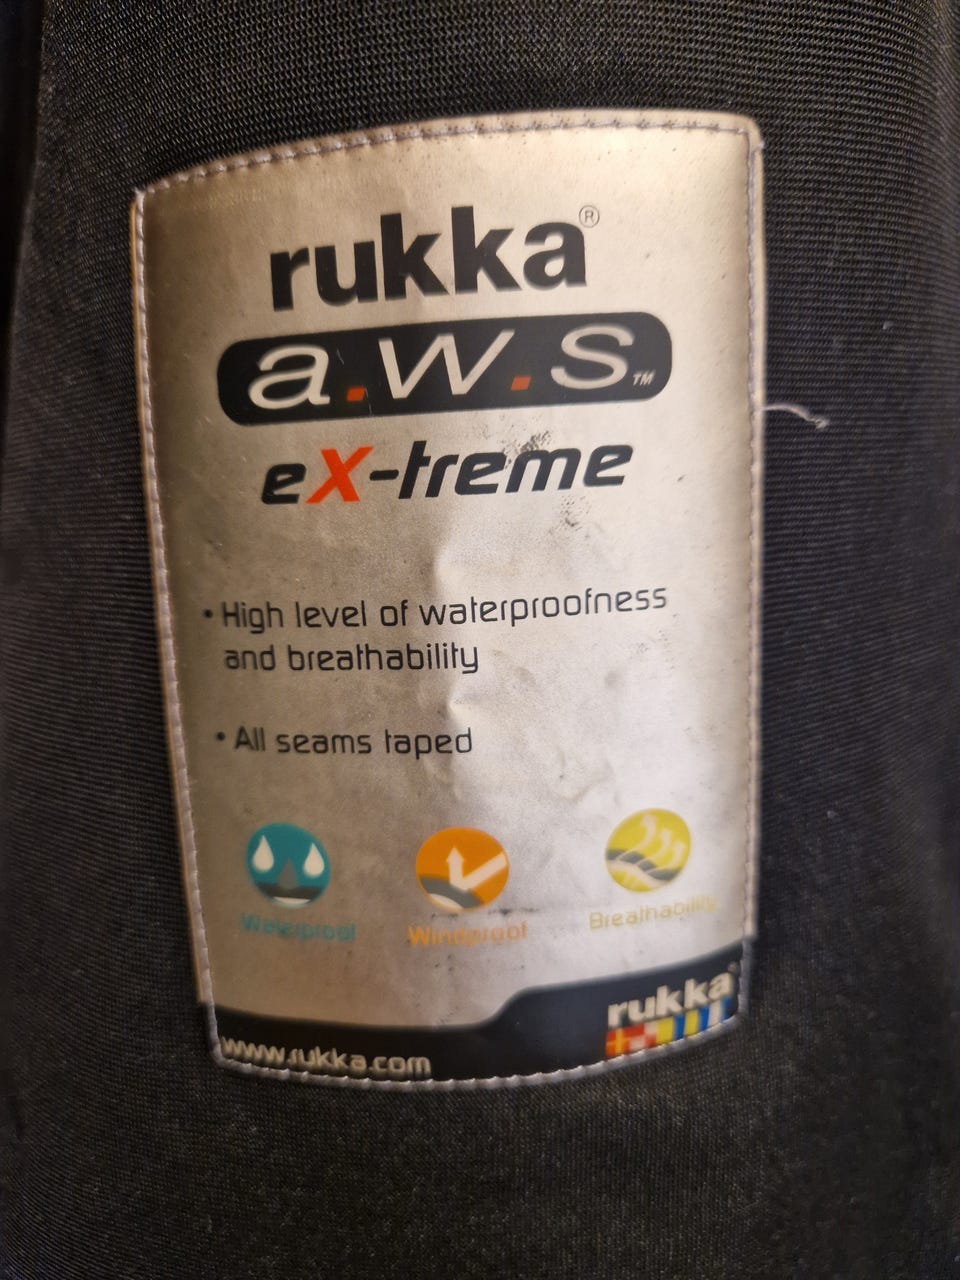 rukka®
a.w.s™
eX-treme
• High level of waterproofness
and breathability
• All seams taped
Waterproof
Windproof
Breathability
rukka
www.rukka.com